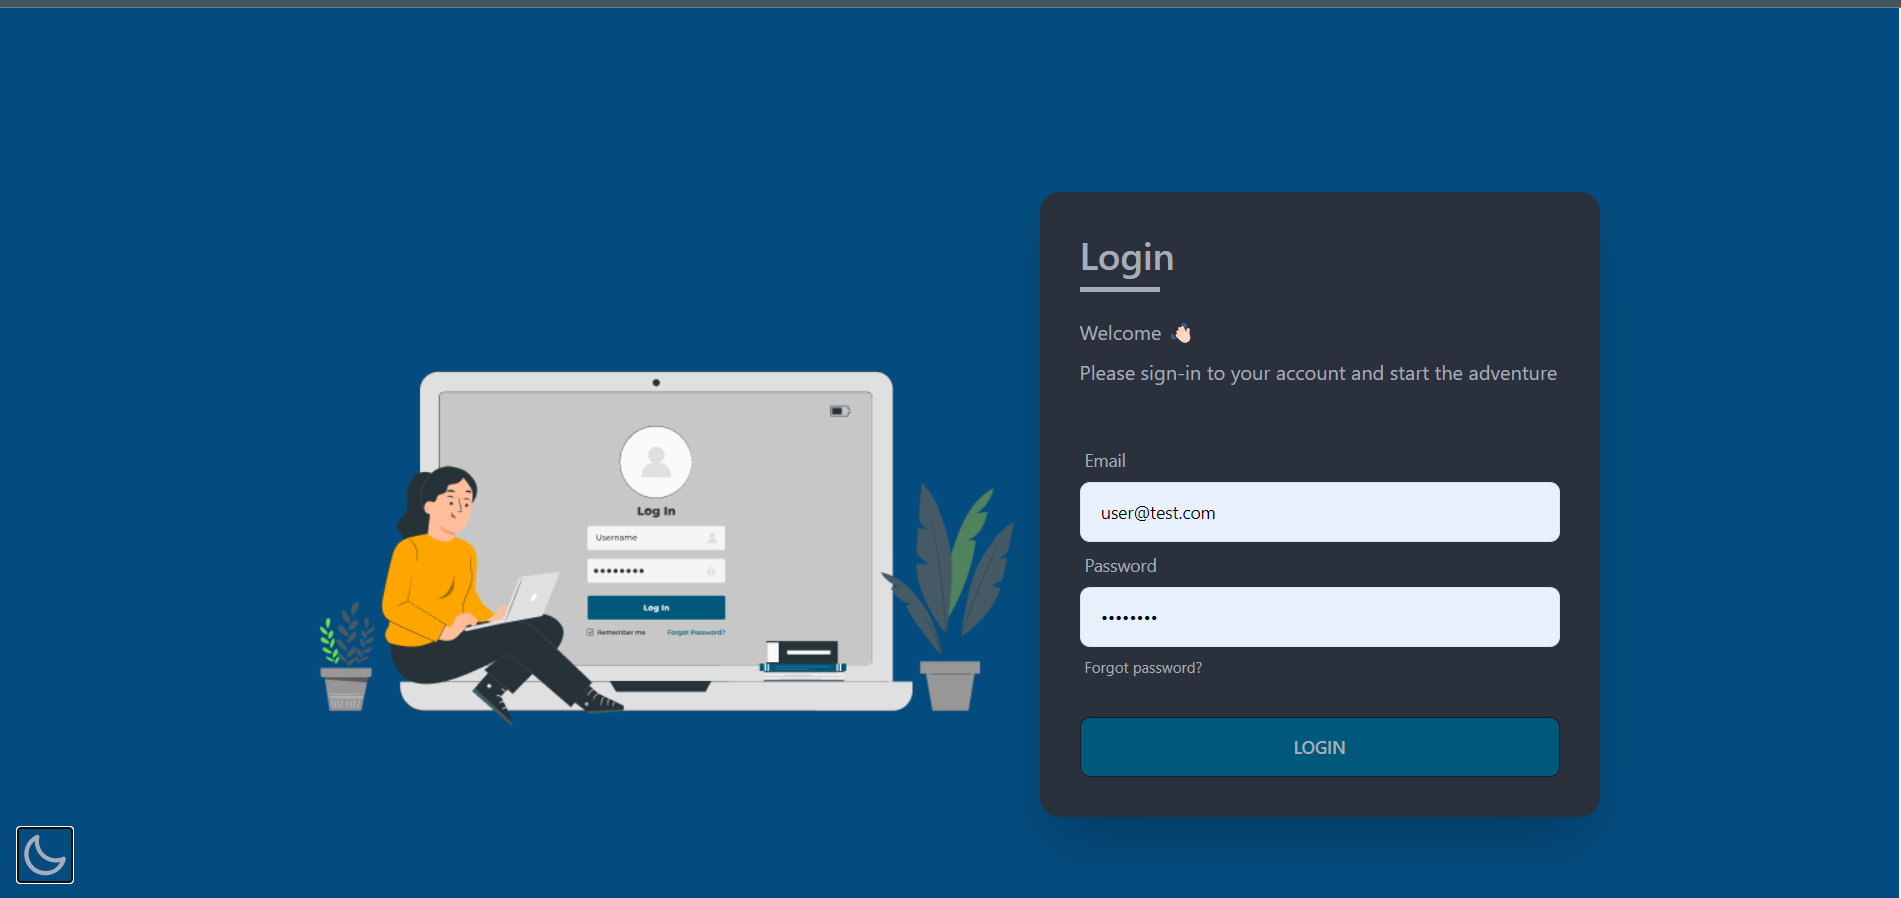 Login
Welcome 👋🏻
Please sign-in to your account and start the adventure
Email
user@test.com
Password
••••••••
Forgot password?
LOGIN
Log In
Username
••••••••
Log In
Remember me
Forgot Password?